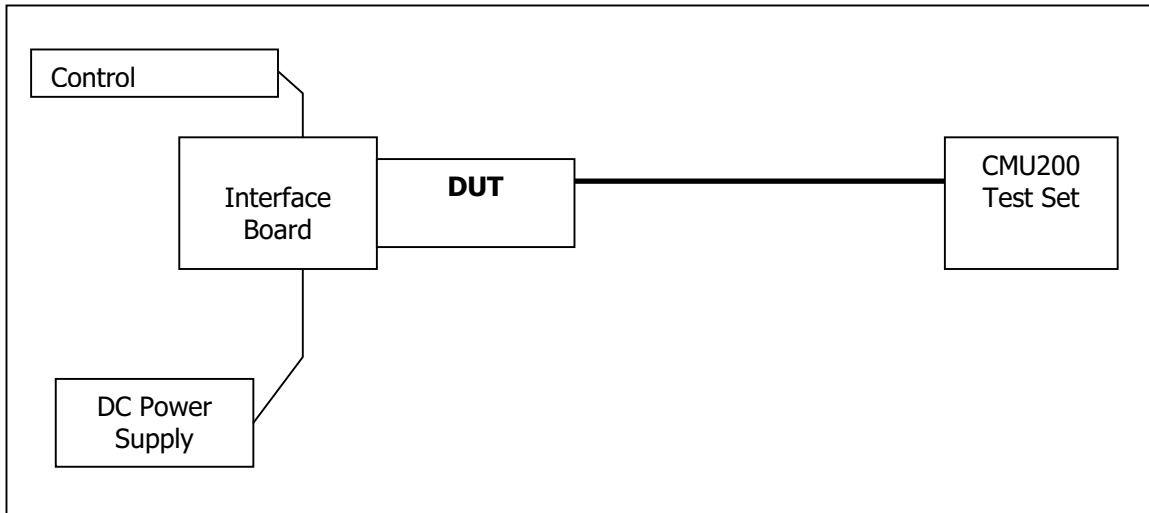 Control
Interface
Board
DUT
CMU200
Test Set
DC Power
Supply